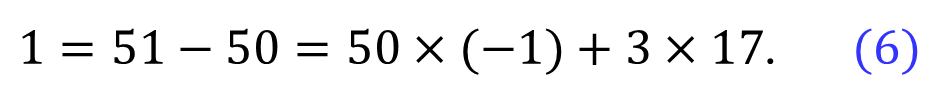 1 = 51 − 50 = 50 × (−1) + 3 × 17. (6)